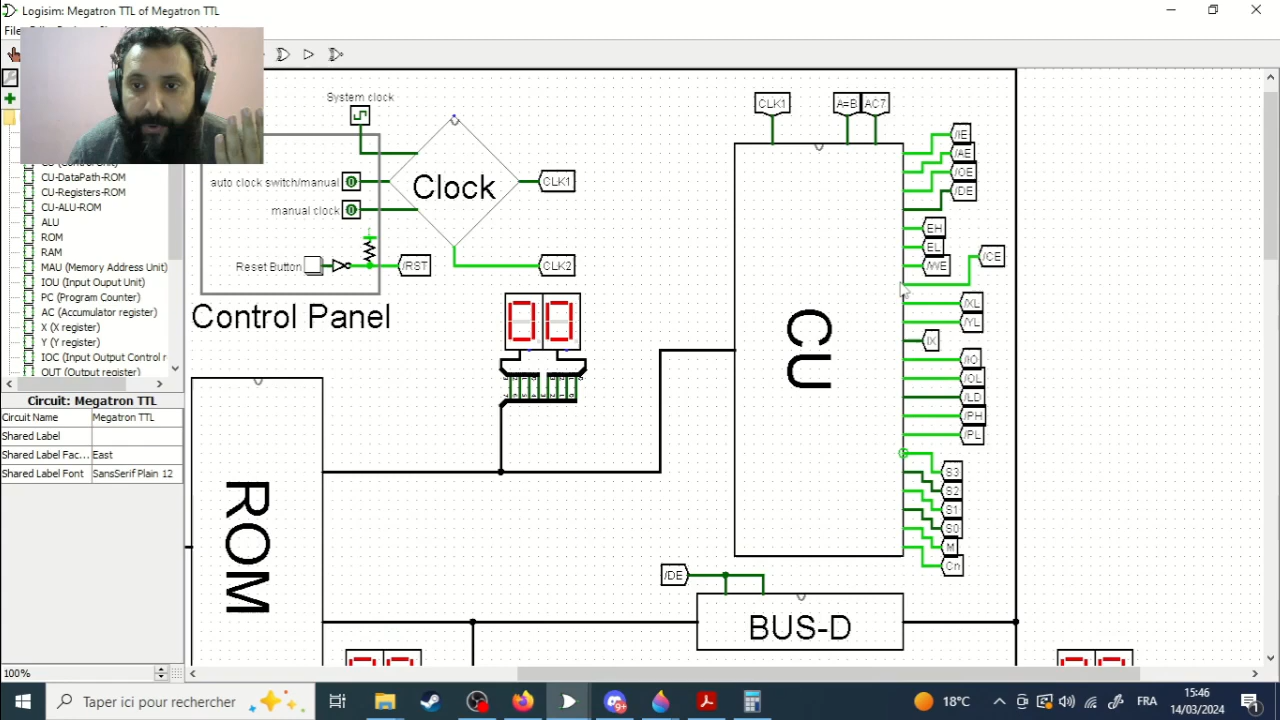 Logisim: Megatron TTL of Megatron TTL
CU-DataPath-ROM
CU-Registers-ROM
CU-ALU-ROM
ALU
ROM
RAM
MAU (Memory Address Unit)
IOU (Input Ouput Unit)
PC (Program Counter)
AC (Accumulator register)
X (X register)
Y (Y register)
IOC (Input Output Control r
OUT (Output register)
Circuit: Megatron TTL
Circuit Name Megatron TTL
Shared Label
Shared Label Fac... East
Shared Label Font SansSerif Plain 12
100%
System clock
auto clock switch/manual
0
manual clock
0
Reset Button
/RST
Clock
CLK1
CLK2
Control Panel
00
ROM
CLK1
A=B
AC7
CU
/IE
/AE
/OE
/DE
EH
EL
/WE
/CE
/XL
/YL
IX
/IO
/OL
/LD
/PH
/PL
S3
S2
S1
S0
M
Cn
/DE
BUS-D
Taper ici pour rechercher
9+
18°C
FRA
15:46
14/03/2024
1